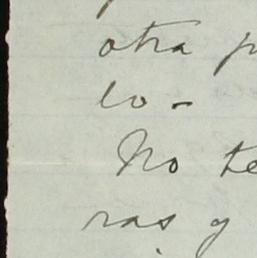 otra p
lo -
No te
ras y